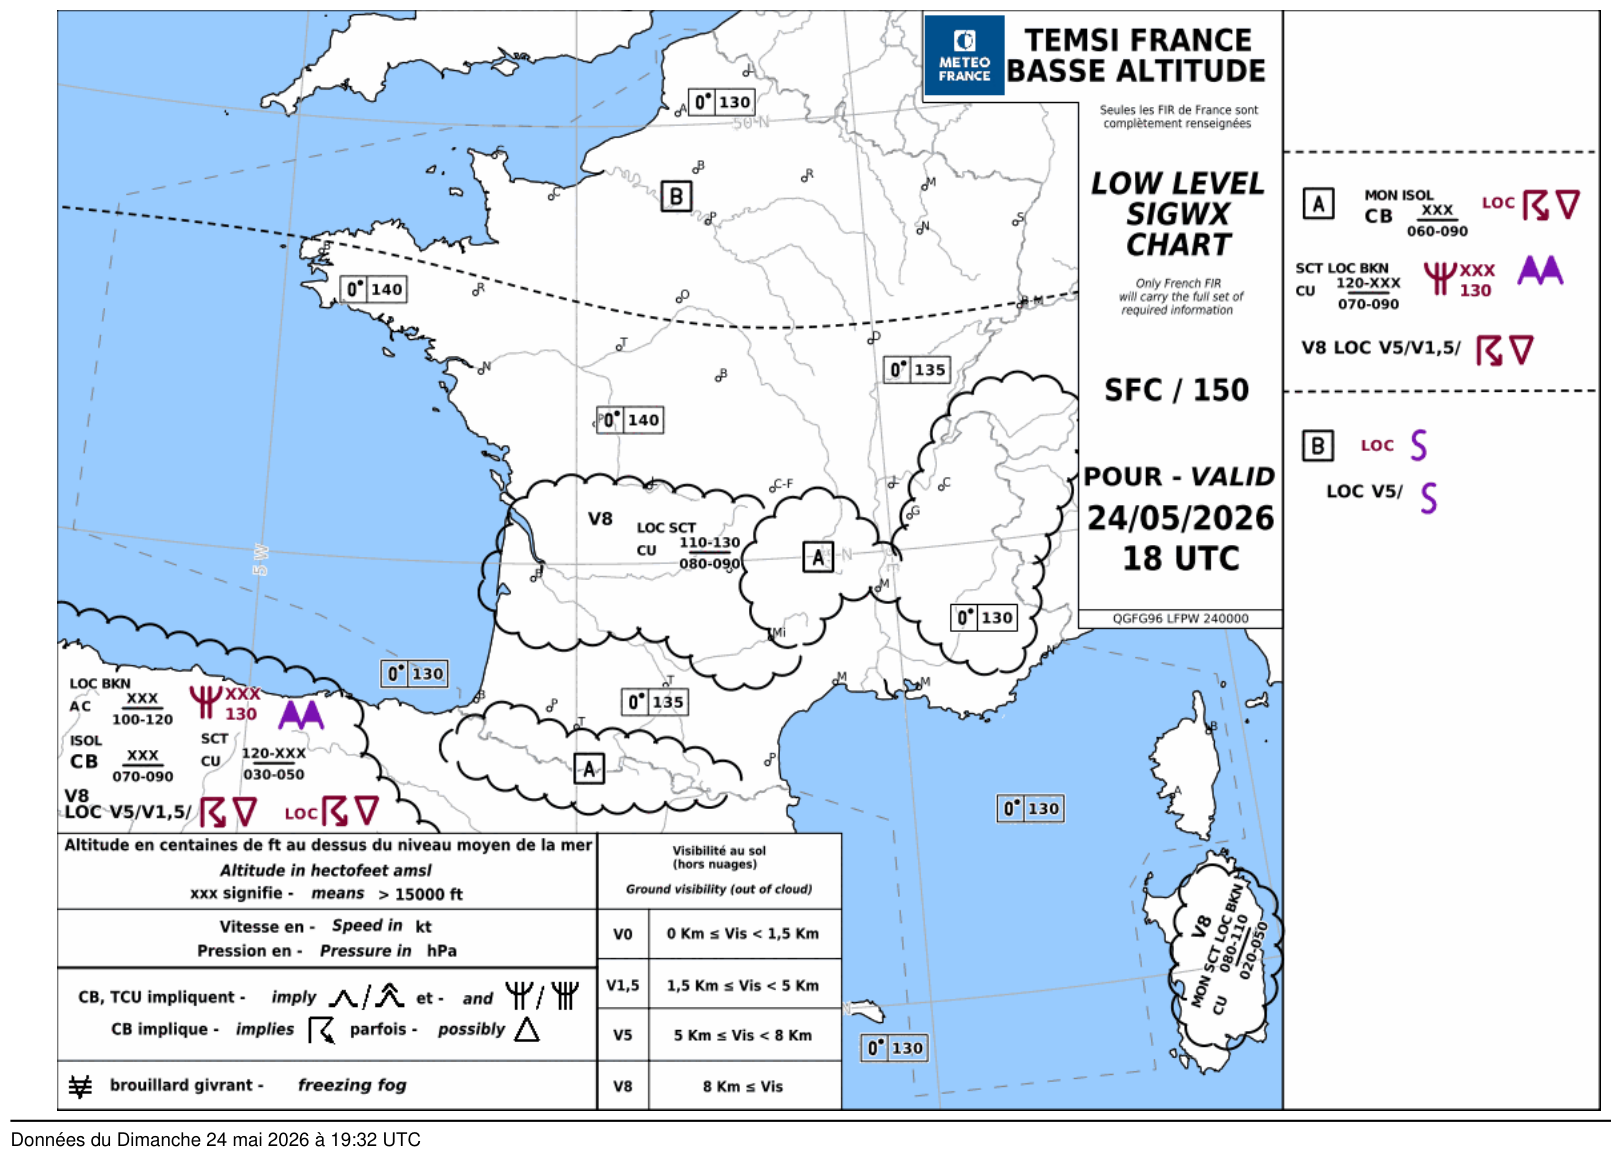 METEO
FRANCE
TEMSI FRANCE
BASSE ALTITUDE
Seules les FIR de France sont
complètement renseignées
LOW LEVEL
SIGWX
CHART
Only French FIR
will carry the full set of
required information
SFC / 150
POUR - VALID
24/05/2026
18 UTC
QGFG96 LFPW 240000
A
MON ISOL
CB
XXX
060-090
LOC
SCT LOC BKN
CU
120-XXX
070-090
XXX
130
V8 LOC V5/V1,5/
B
LOC
LOC V5/
L
A
0° 130
50°N
C
B
R
M
B
C
P
N
S
B
0° 140
R
O
B-M
T
D
N
B
0° 135
P
0° 140
L
C-F
L
C
G
V8
LOC SCT
CU
110-130
080-090
A
N
5 W
B
M
Mi
0° 130
N
0° 130
B
P
T
T
0° 135
M
M
A
P
B
A
0° 130
LOC BKN
AC
XXX
100-120
XXX
130
ISOL
CB
XXX
070-090
SCT
CU
120-XXX
030-050
V8
LOC V5/V1,5/
LOC
V8
MON SCT LOC BKN
CU
080-110
020-050
0° 130
Altitude en centaines de ft au dessus du niveau moyen de la mer
Altitude in hectofeet amsl
xxx signifie - means > 15000 ft
Vitesse en - Speed in kt
Pression en - Pressure in hPa
CB, TCU impliquent - imply / et - and /
CB implique - implies parfois - possibly
brouillard givrant - freezing fog
Visibilité au sol
(hors nuages)
Ground visibility (out of cloud)
V0 0 Km ≤ Vis < 1,5 Km
V1,5 1,5 Km ≤ Vis < 5 Km
V5 5 Km ≤ Vis < 8 Km
V8 8 Km ≤ Vis
Données du Dimanche 24 mai 2026 à 19:32 UTC